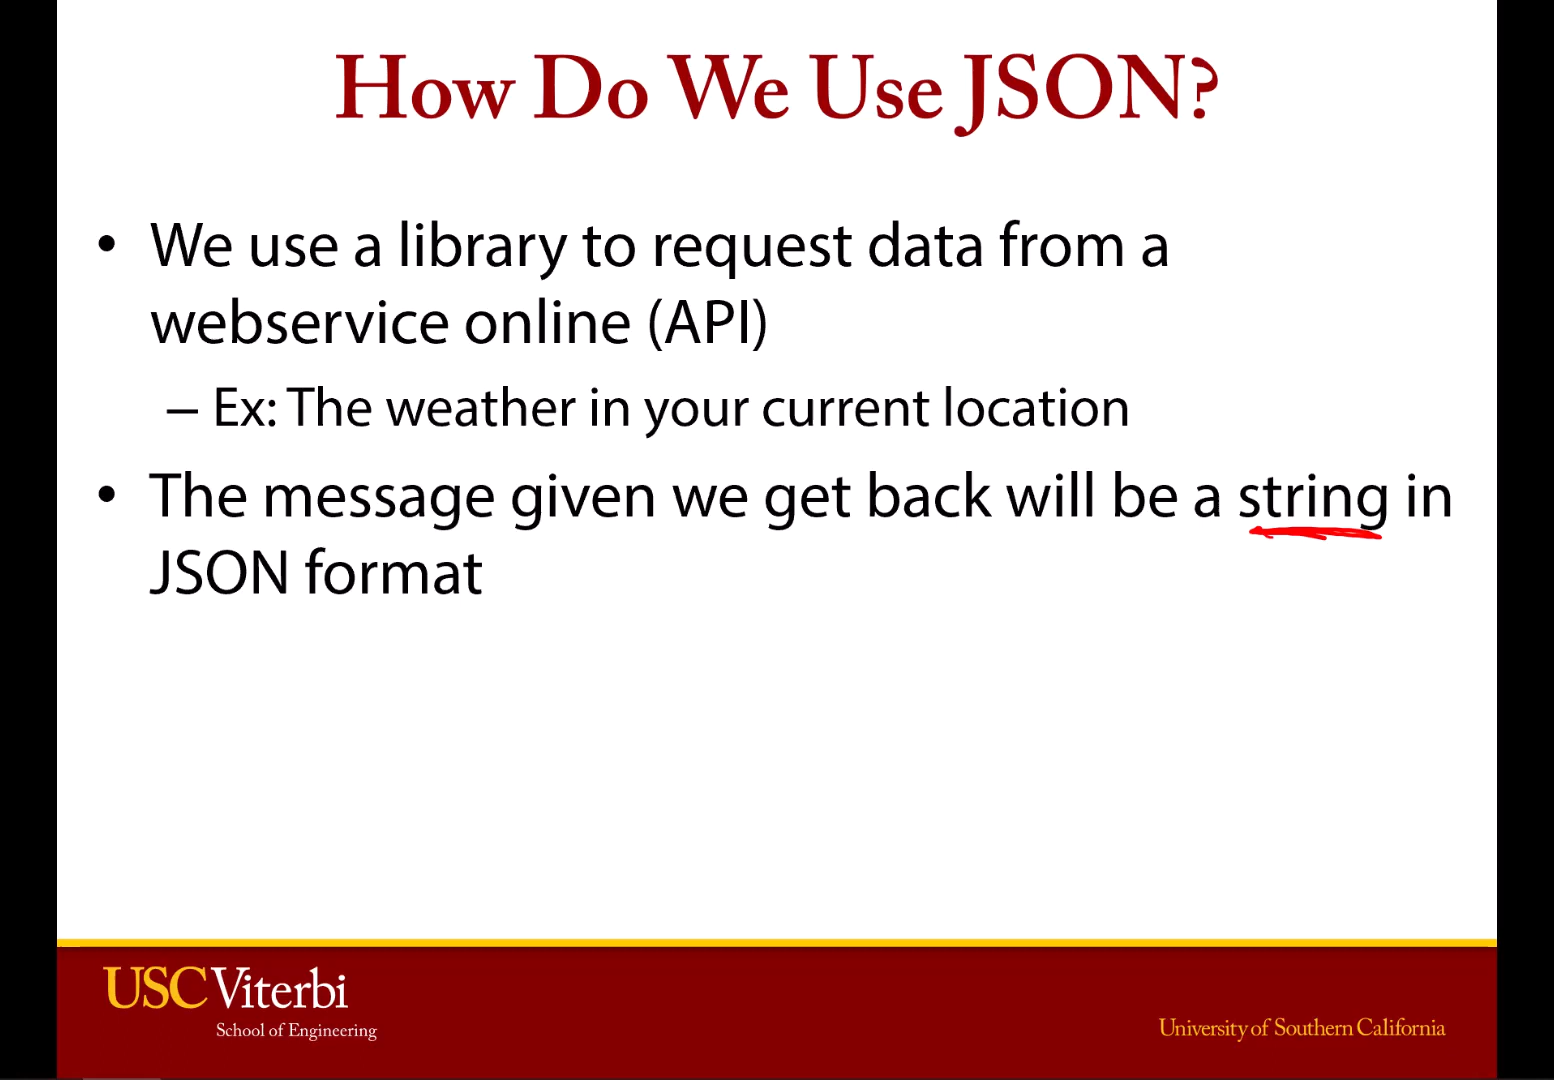 How Do We Use JSON?
• We use a library to request data from a
webservice online (API)
– Ex: The weather in your current location
• The message given we get back will be a string in
JSON format
USC Viterbi
School of Engineering
University of Southern California